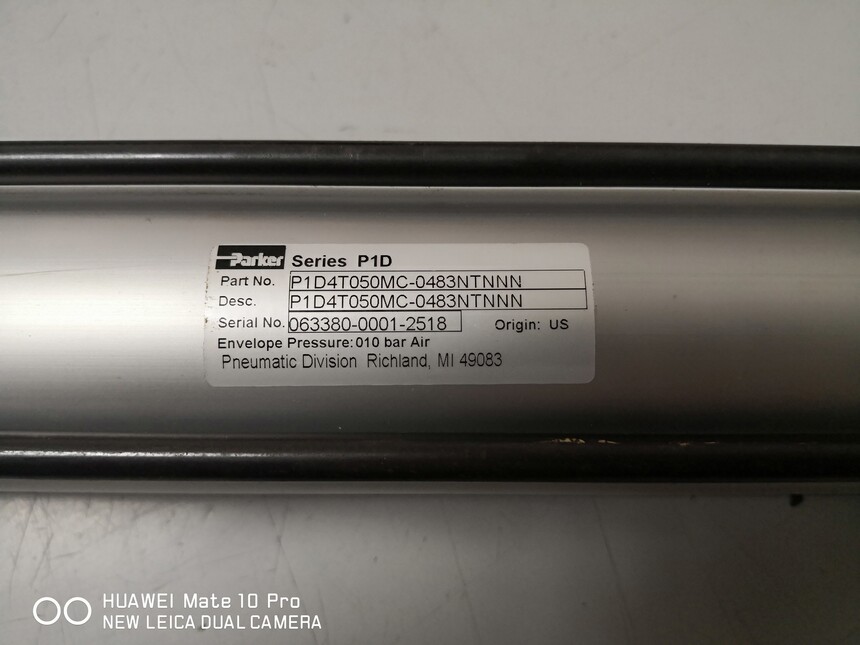 Parker Series P1D
Part No. P1D4T050MC-0483NTNNN
Desc. P1D4T050MC-0483NTNNN
Serial No. 063380-0001-2518 Origin: US
Envelope Pressure:010 bar Air
Pneumatic Division Richland, MI 49083
HUAWEI Mate 10 Pro
NEW LEICA DUAL CAMERA